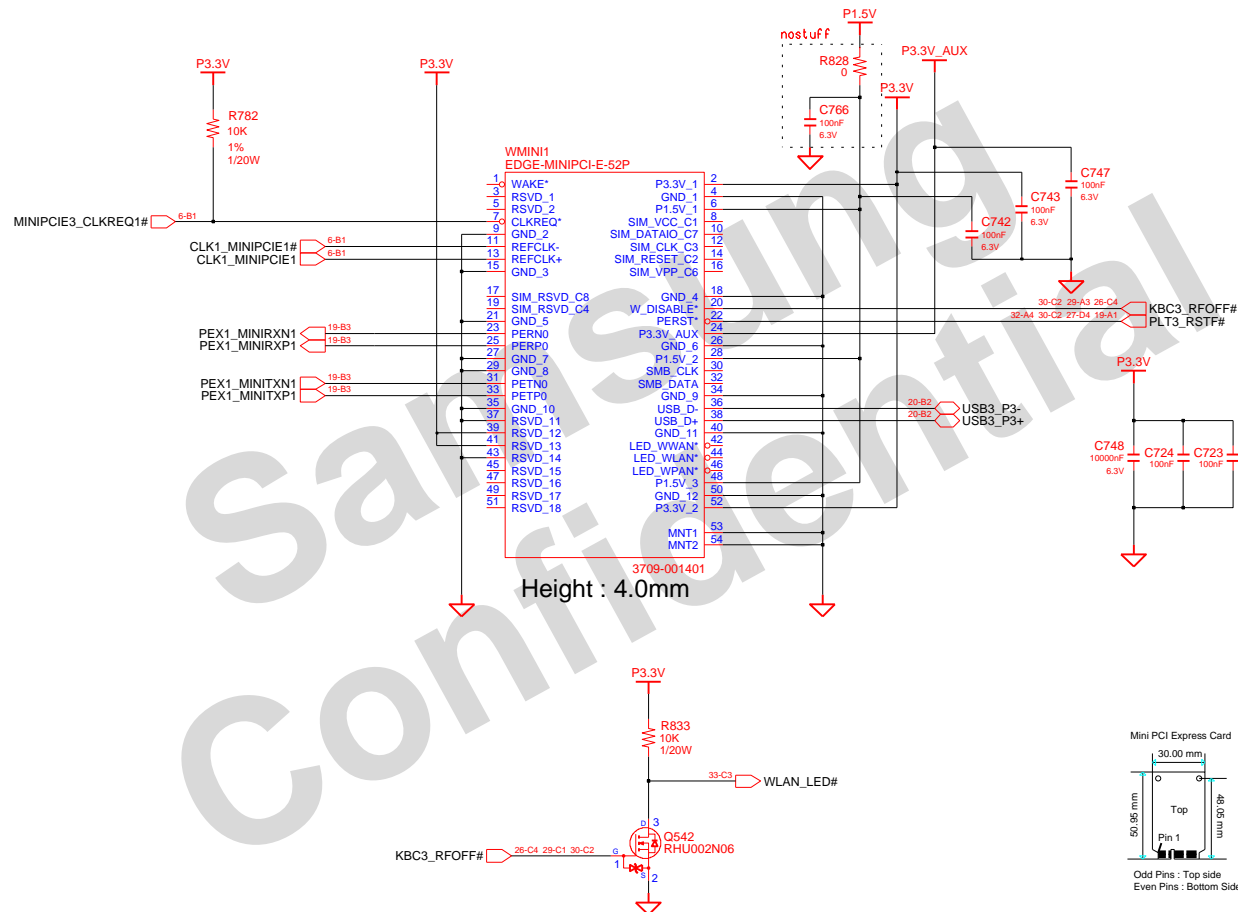 P1.5V
nostuff
R828
0
P3.3V_AUX
P3.3V
P3.3V
P3.3V
R782
10K
1%
1/20W
C766
100nF
6.3V
WMINI1
EDGE-MINIPCI-E-52P
C747
100nF
6.3V
C743
100nF
6.3V
C742
100nF
6.3V
1 WAKE* P3.3V_1 2
3 RSVD_1 GND_1 4
5 RSVD_2 P1.5V_1 6
MINIPCIE3_CLKREQ1# 6-B1 7 CLKREQ* SIM_VCC_C1 8
9 GND_2 SIM_DATAIO_C7 10
CLK1_MINIPCIE1# 6-B1 11 REFCLK- SIM_CLK_C3 12
CLK1_MINIPCIE1 6-B1 13 REFCLK+ SIM_RESET_C2 14
15 GND_3 SIM_VPP_C6 16
17 SIM_RSVD_C8 GND_4 18
19 SIM_RSVD_C4 W_DISABLE* 20 30-C2 29-A3 26-C4 KBC3_RFOFF#
21 GND_5 PERST* 22 32-A4 30-C2 27-D4 19-A1 PLT3_RSTF#
PEX1_MINIRXN1 19-B3 23 PERN0 P3.3V_AUX 24
PEX1_MINIRXP1 19-B3 25 PERP0 GND_6 26
27 GND_7 P1.5V_2 28
29 GND_8 SMB_CLK 30
PEX1_MINITXN1 19-B3 31 PETN0 SMB_DATA 32
PEX1_MINITXP1 19-B3 33 PETP0 GND_9 34
35 GND_10 USB_D- 36 20-B2 USB3_P3-
37 RSVD_11 USB_D+ 38 20-B2 USB3_P3+
39 RSVD_12 GND_11 40
41 RSVD_13 LED_WWAN* 42
43 RSVD_14 LED_WLAN* 44
45 RSVD_15 LED_WPAN* 46
47 RSVD_16 P1.5V_3 48
49 RSVD_17 GND_12 50
51 RSVD_18 P3.3V_2 52
MNT1 53
MNT2 54
3709-001401
Height : 4.0mm
P3.3V
C748
10000nF
6.3V
C724
100nF
C723
100nF
Samsung
Confidential
P3.3V
R833
10K
1/20W
33-C3 WLAN_LED#
D 3
Q542
RHU002N06
KBC3_RFOFF# 26-C4 29-C1 30-C2 G
1
S 2
Mini PCI Express Card
30.00 mm
50.95 mm
48.05 mm
Top
Pin 1
Odd Pins : Top side
Even Pins : Bottom Side